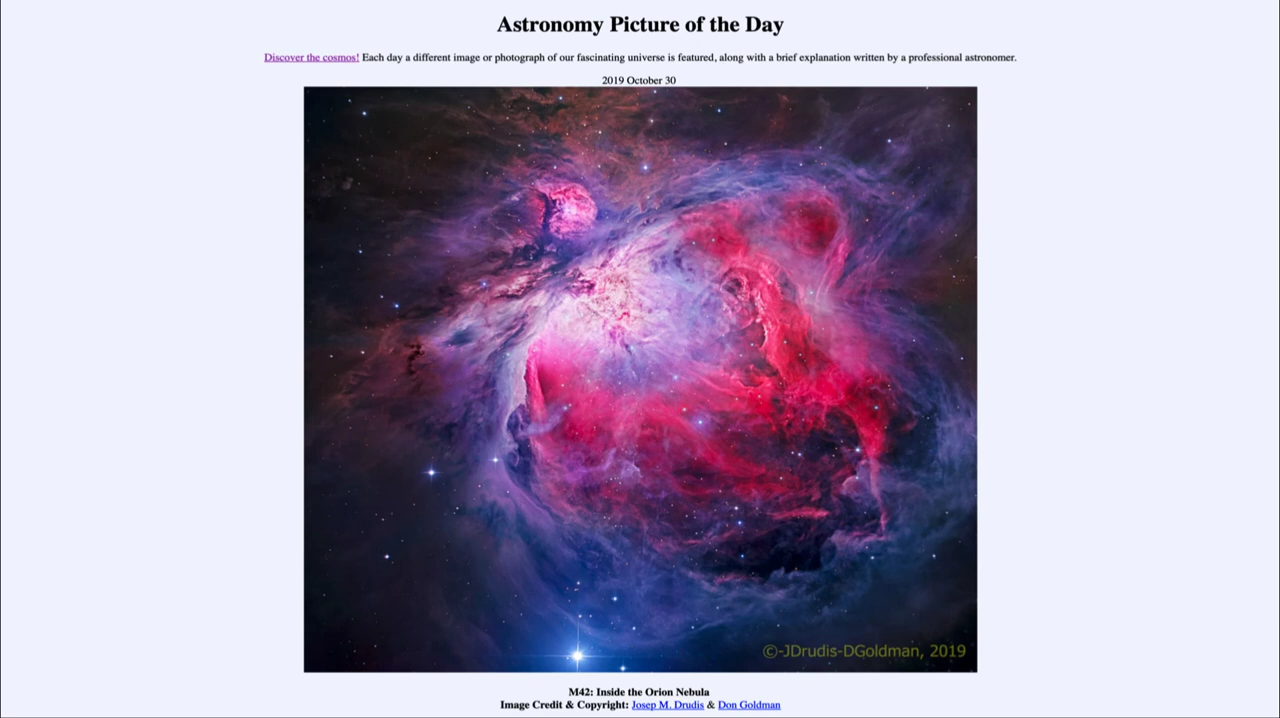 Astronomy Picture of the Day
Discover the cosmos! Each day a different image or photograph of our fascinating universe is featured, along with a brief explanation written by a professional astronomer.
2019 October 30
©-JDrudis-DGoldman, 2019
M42: Inside the Orion Nebula
Image Credit & Copyright: Josep M. Drudis & Don Goldman